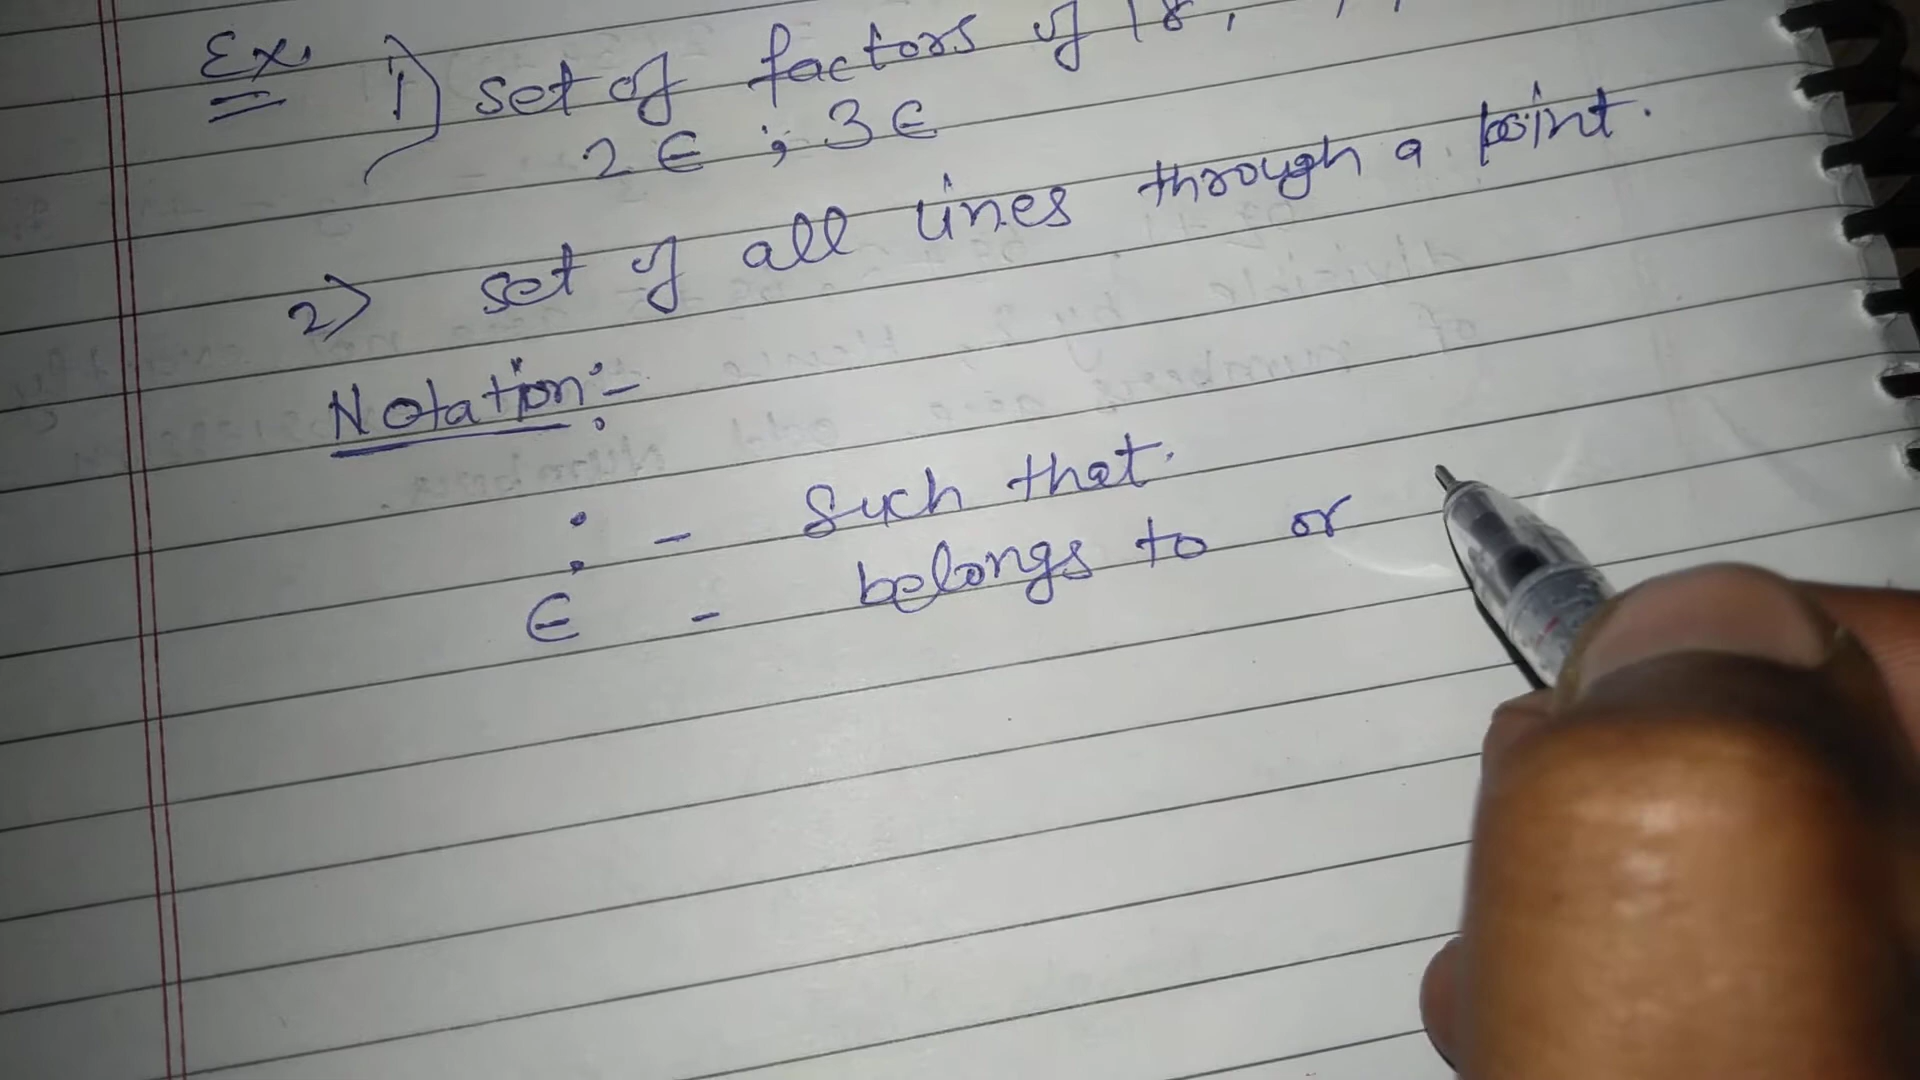 Ex. 1) set of factors of 18,
2 ∈ ; 3 ∈
2) set of all lines through a point.
Notation:-
: - Such that.
∈ - belongs to or